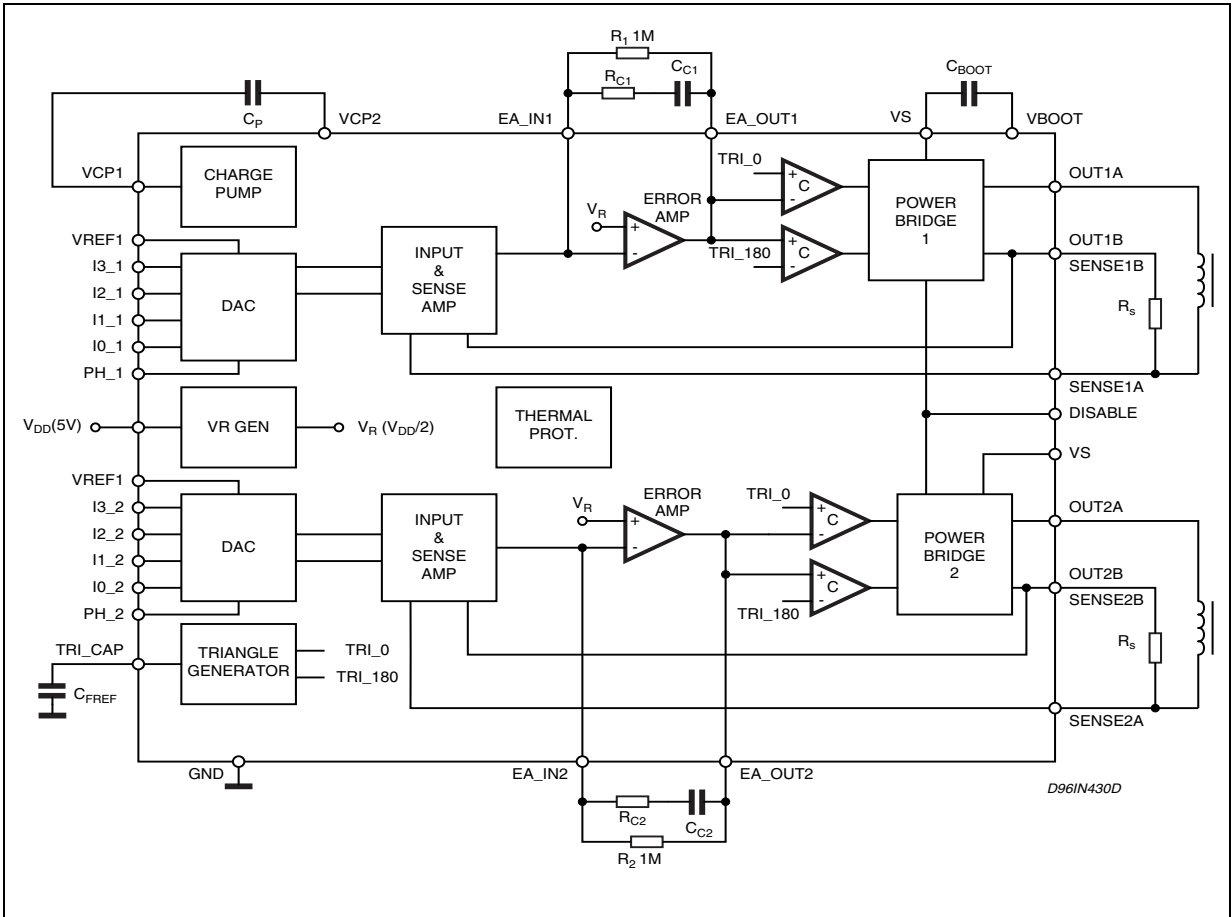 R1 1M
RC1
CC1
CBOOT
CP
VCP2
EA_IN1
EA_OUT1
VS
VBOOT
VCP1
CHARGE
PUMP
TRI_0
+
-
C
POWER
BRIDGE
1
OUT1A
VREF1
I3_1
I2_1
I1_1
I0_1
PH_1
DAC
INPUT
&
SENSE
AMP
VR
+
-
ERROR
AMP
TRI_180
+
-
C
OUT1B
SENSE1B
Rs
SENSE1A
DISABLE
VDD(5V)
VR GEN
VR (VDD/2)
THERMAL
PROT.
VS
VREF1
I3_2
I2_2
I1_2
I0_2
PH_2
DAC
INPUT
&
SENSE
AMP
VR
+
-
ERROR
AMP
TRI_0
+
-
C
TRI_180
+
-
C
POWER
BRIDGE
2
OUT2A
OUT2B
SENSE2B
Rs
SENSE2A
TRI_CAP
CFREF
TRIANGLE
GENERATOR
TRI_0
TRI_180
GND
EA_IN2
EA_OUT2
RC2
CC2
R2 1M
D96IN430D